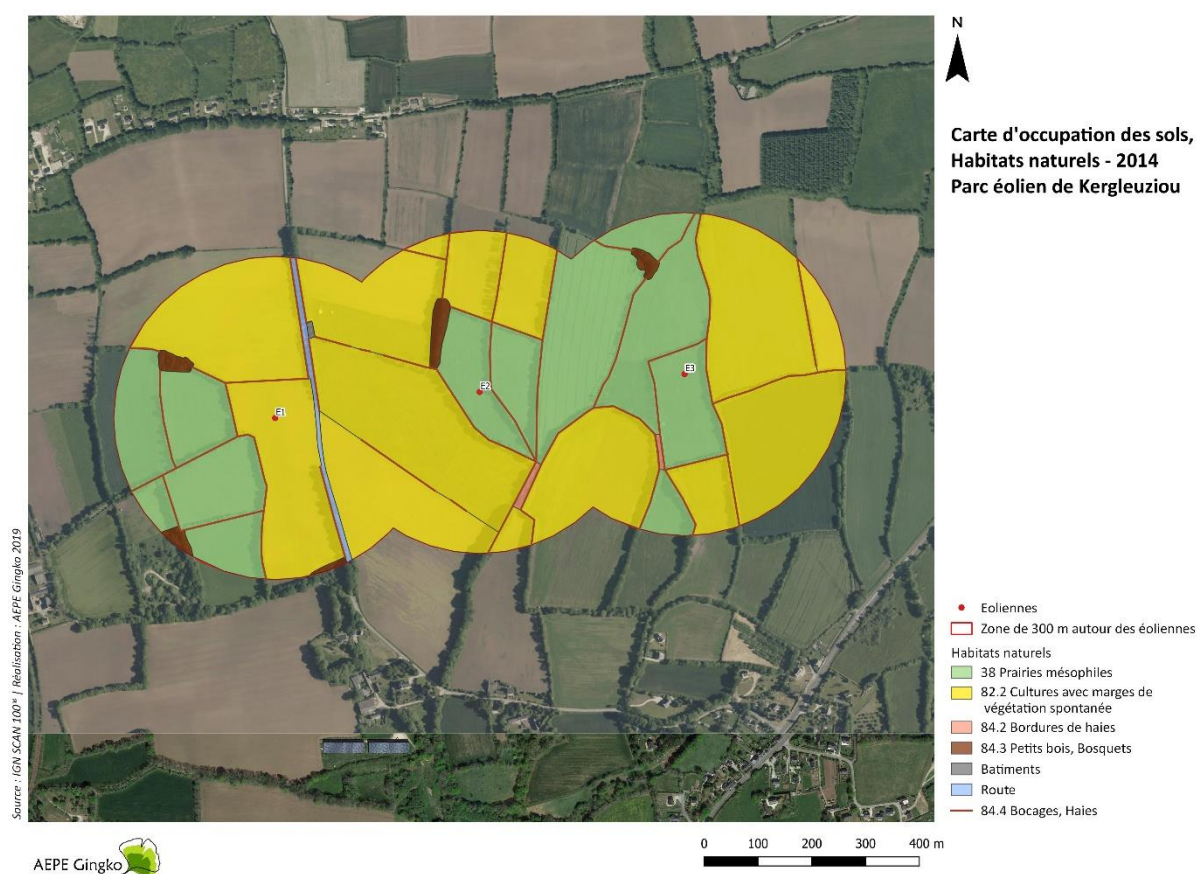 N
Carte d'occupation des sols,
Habitats naturels - 2014
Parc éolien de Kergleuziou
E1
E2
E3
Source : IGN SCAN 100® | Réalisation : AEPE Gingko 2019
Eoliennes
Zone de 300 m autour des éoliennes
Habitats naturels
38 Prairies mésophiles
82.2 Cultures avec marges de
végétation spontanée
84.2 Bordures de haies
84.3 Petits bois, Bosquets
Batiments
Route
84.4 Bocages, Haies
AEPE Gingko
0 100 200 300 400 m